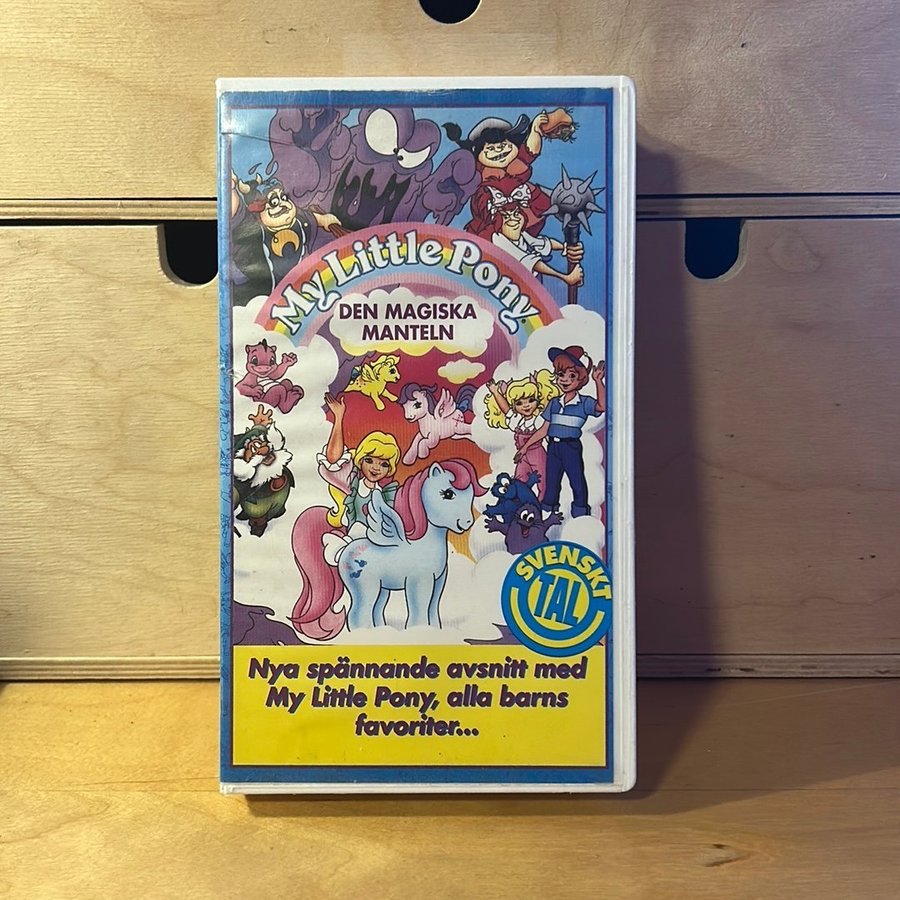 My Little Pony
DEN MAGISKA
MANTELN
SVENSKT
TAL
Nya spännande avsnitt med
My Little Pony, alla barns
favoriter...